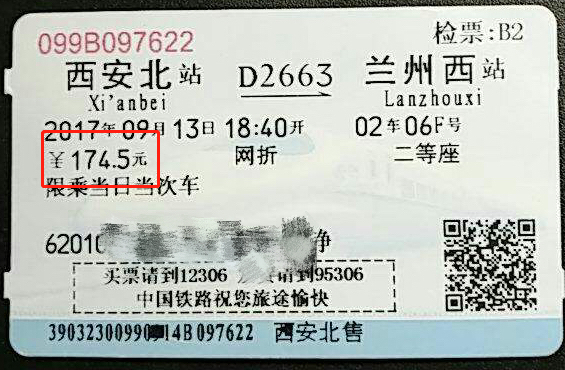 099B097622 检票:B2
西安北站 D2663 兰州西站
Xi'anbei Lanzhouxi
2017年09月13日18:40开 02车06F号
¥174.5元 网折 二等座
限乘当日当次车
62010 净
买票请到12306 请到95306
中国铁路祝您旅途愉快
39032300990 14B097622 西安北售